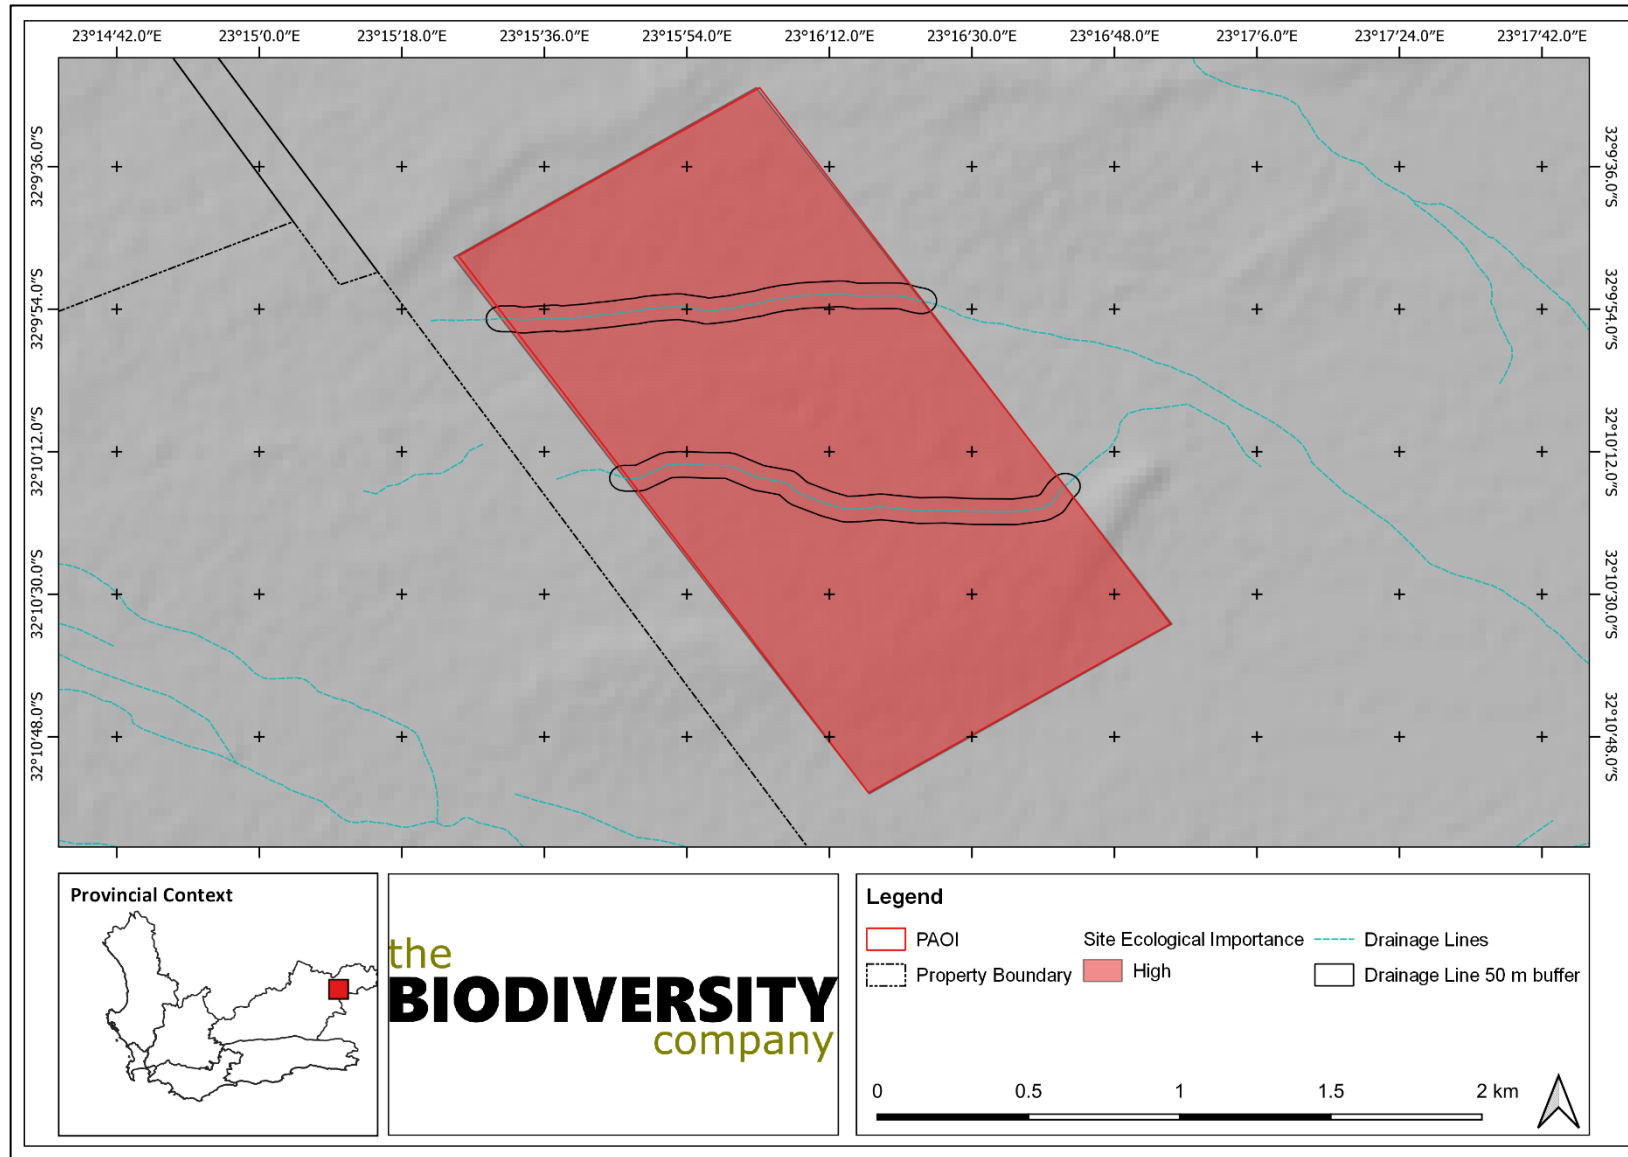 23°14'42.0"E 23°15'0.0"E 23°15'18.0"E 23°15'36.0"E 23°15'54.0"E 23°16'12.0"E 23°16'30.0"E 23°16'48.0"E 23°17'6.0"E 23°17'24.0"E 23°17'42.0"E
32°9'36.0"S 32°9'36.0"S
32°9'54.0"S 32°9'54.0"S
32°10'12.0"S 32°10'12.0"S
32°10'30.0"S 32°10'30.0"S
32°10'48.0"S 32°10'48.0"S
Provincial Context
the
BIODIVERSITY
company
Legend
PAOI
Property Boundary
Site Ecological Importance
High
Drainage Lines
Drainage Line 50 m buffer
0 0.5 1 1.5 2 km